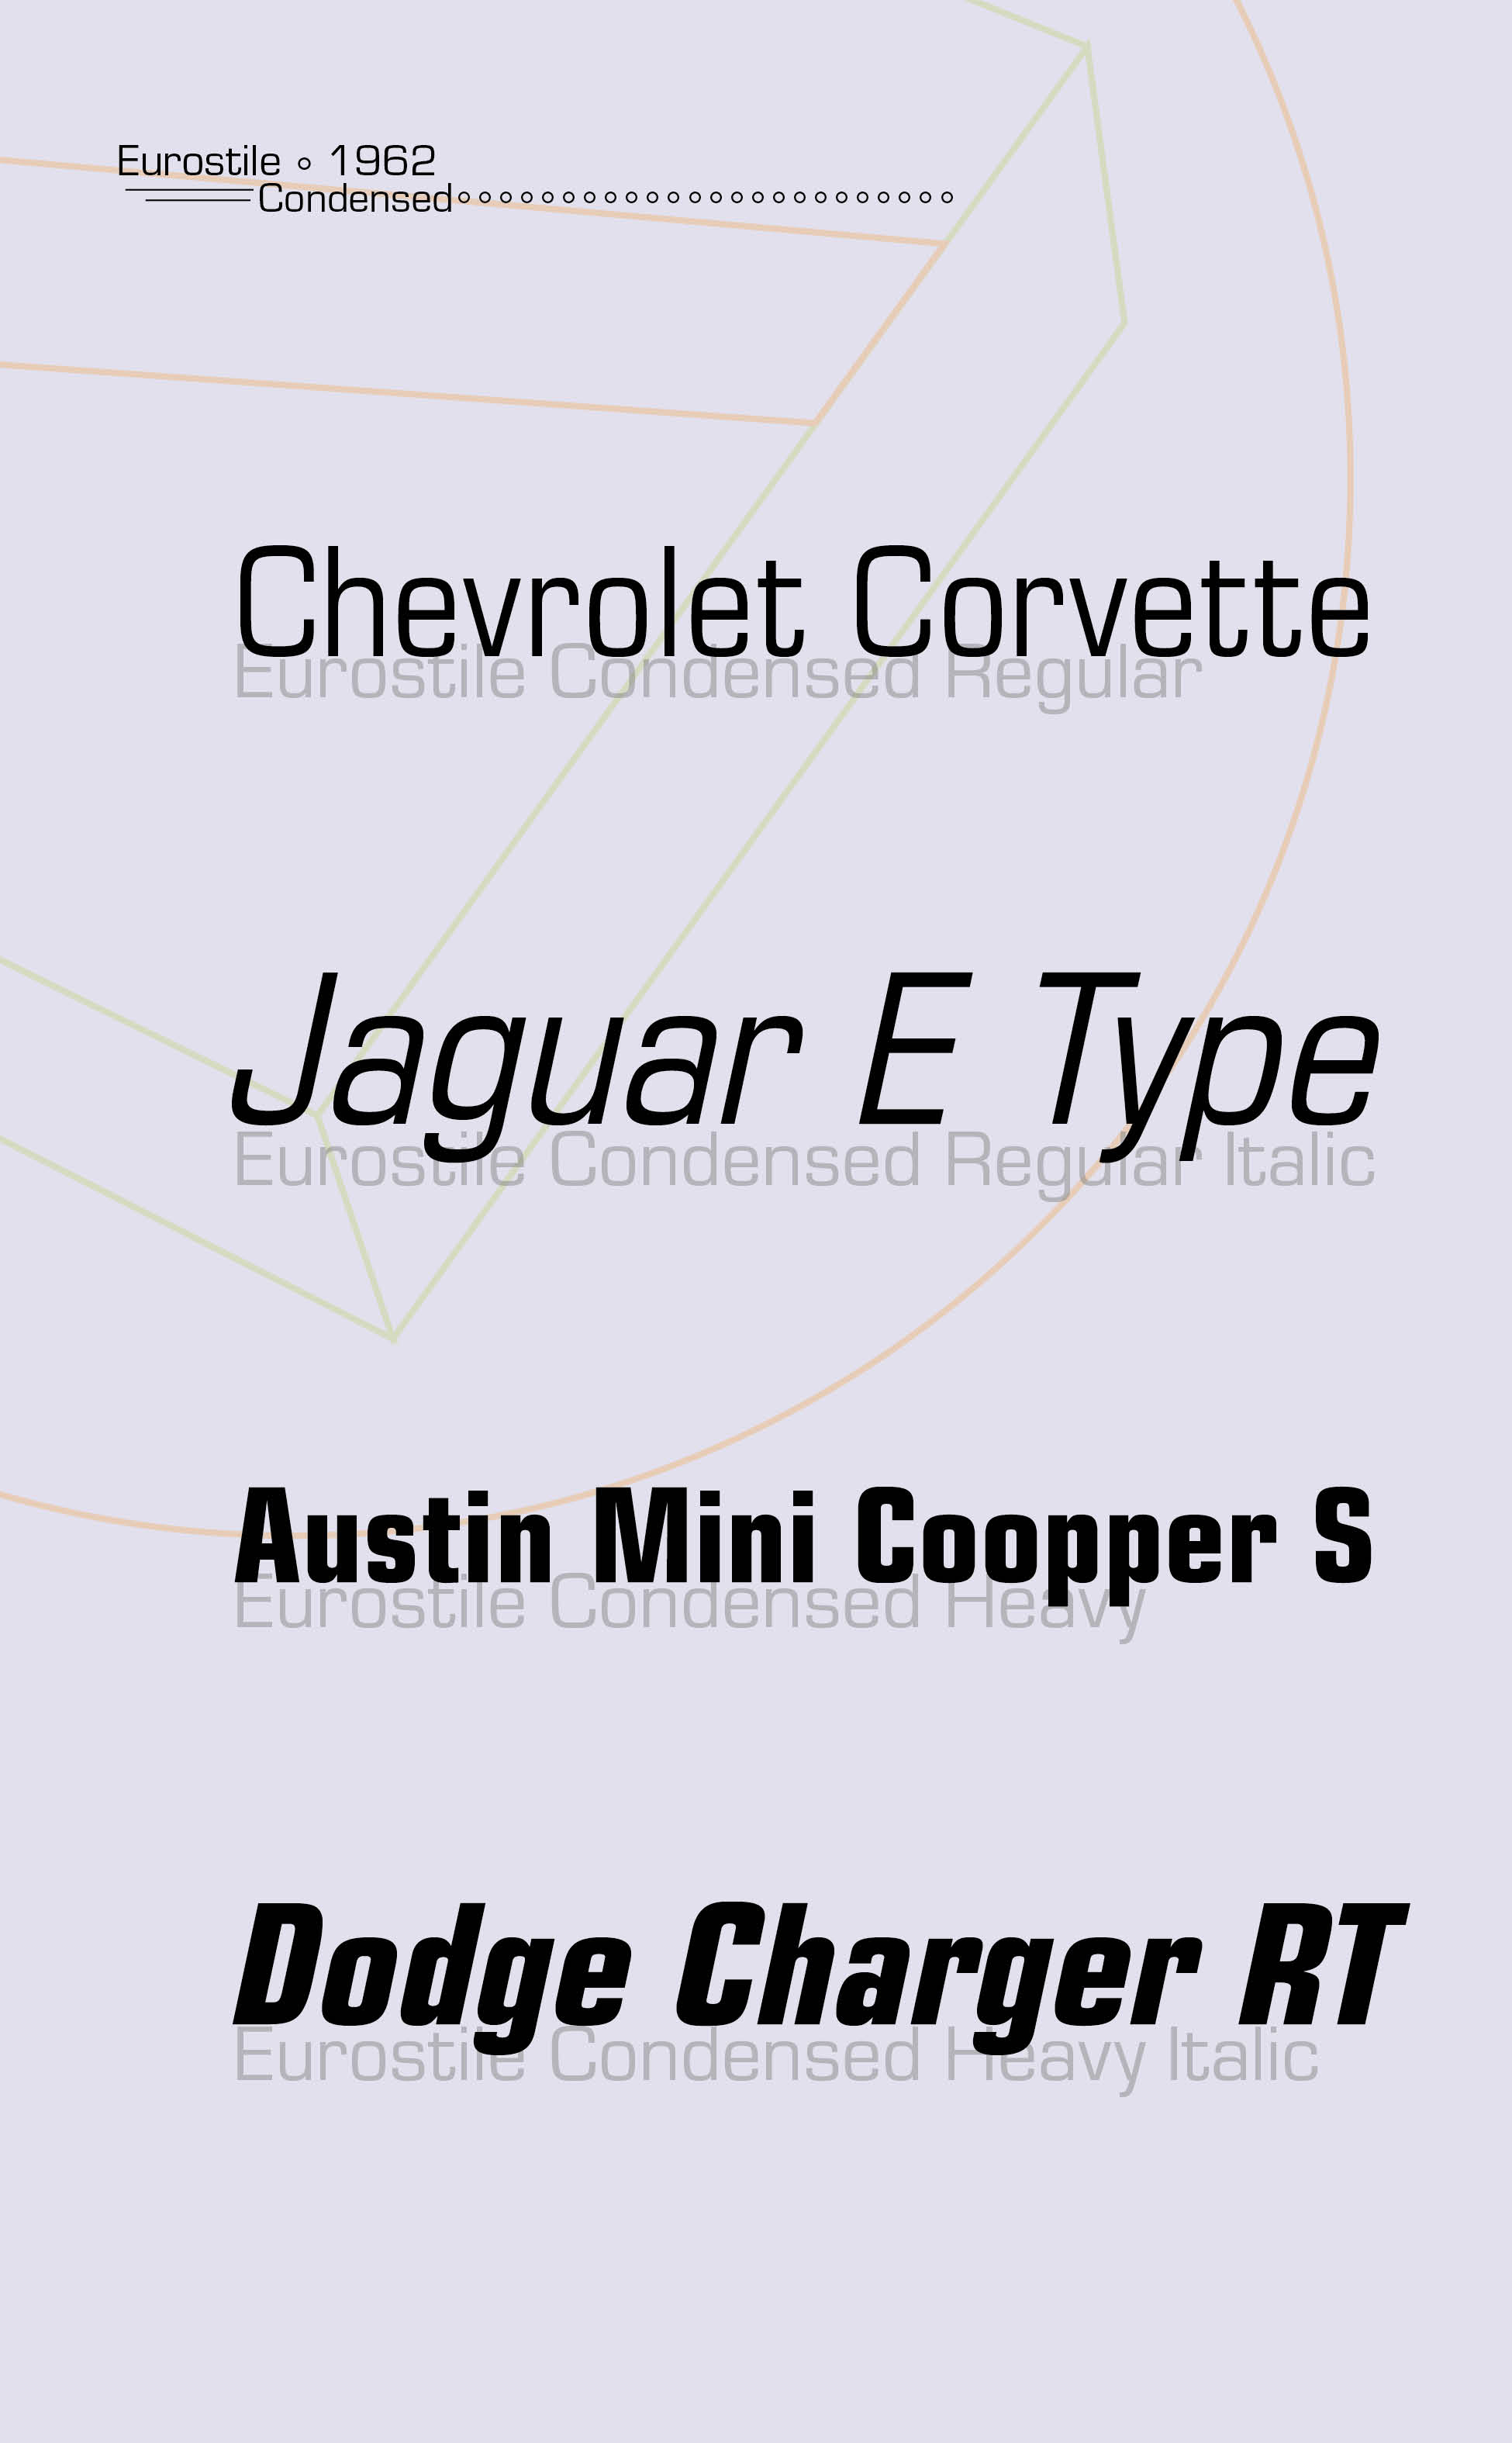 Eurostile ○ 1962
Condensed○○○○○○○○○○○○○○○○○○○○○○○○
Chevrolet Corvette
Eurostile Condensed Regular
Jaguar E Type
Eurostile Condensed Regular Italic
Austin Mini Coopper S
Eurostile Condensed Heavy
Dodge Charger RT
Eurostile Condensed Heavy Italic